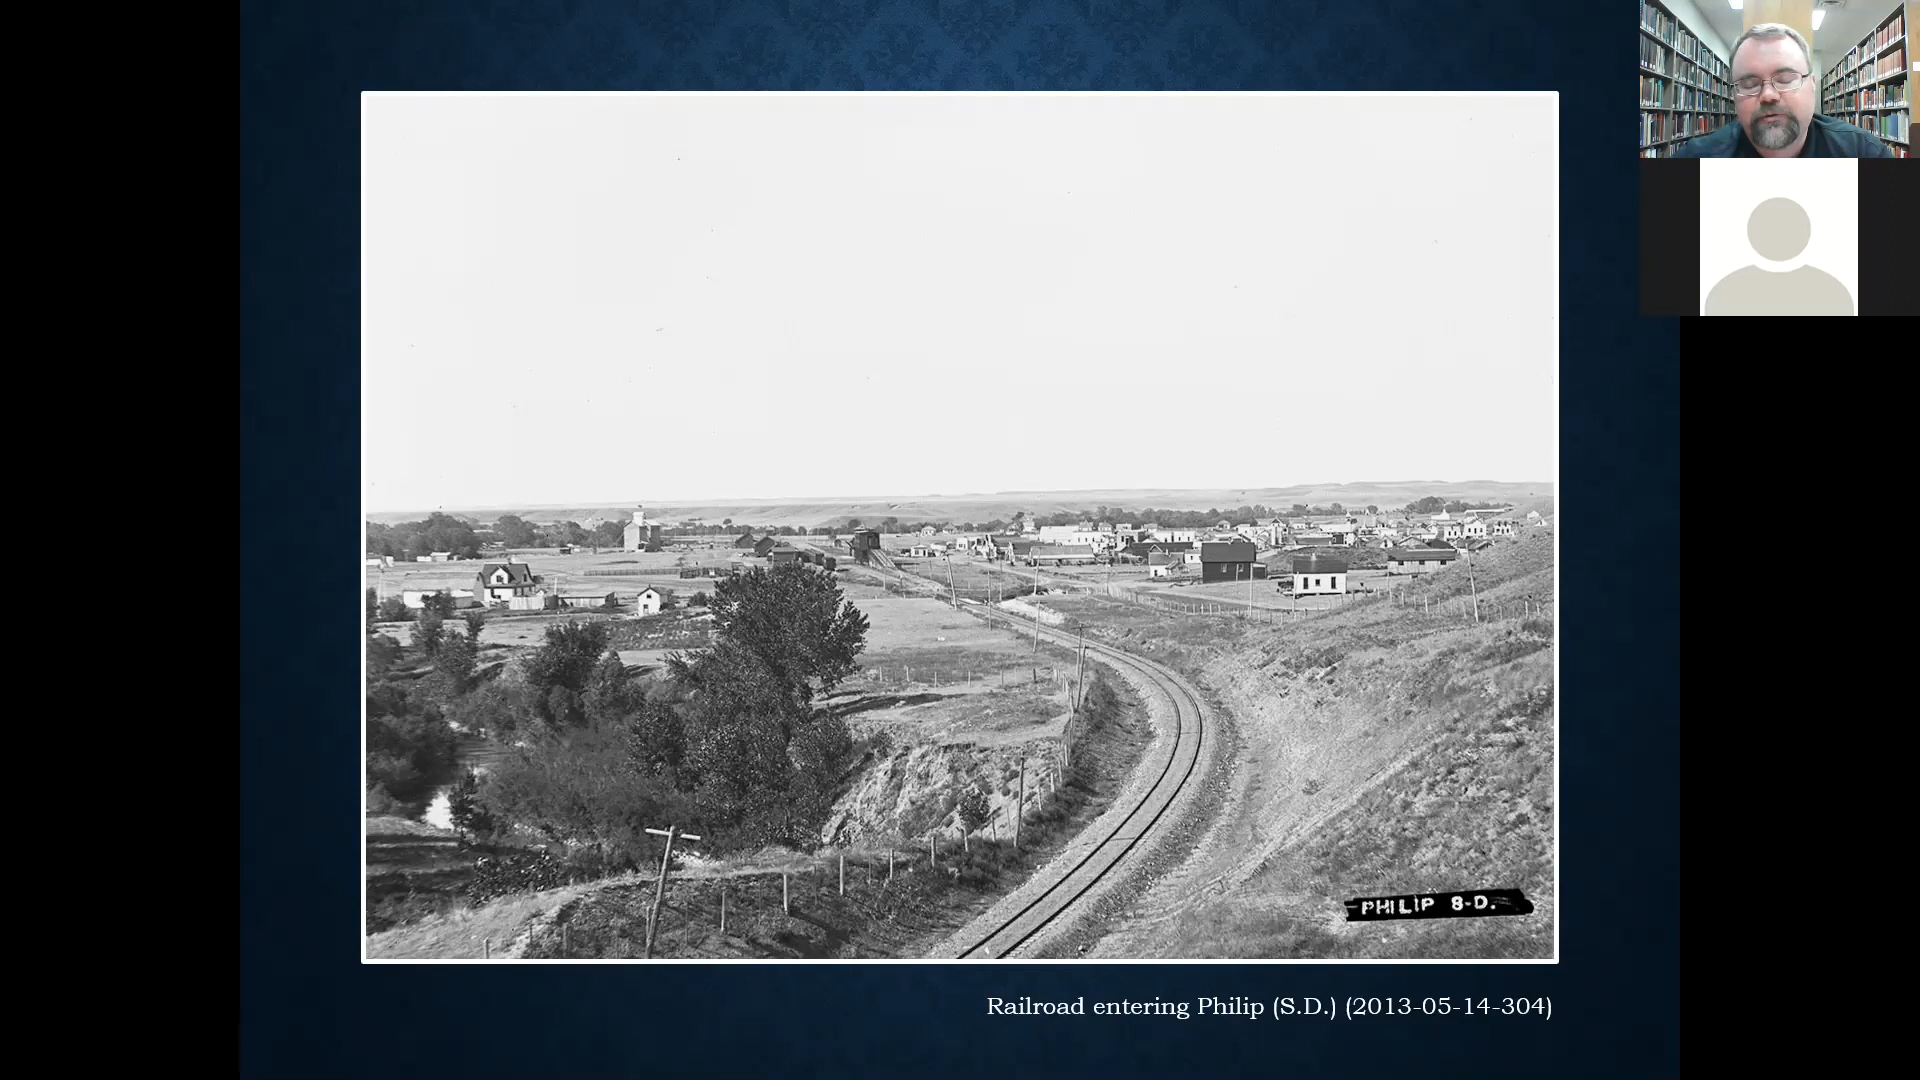 PHILIP S-D.
Railroad entering Philip (S.D.) (2013-05-14-304)